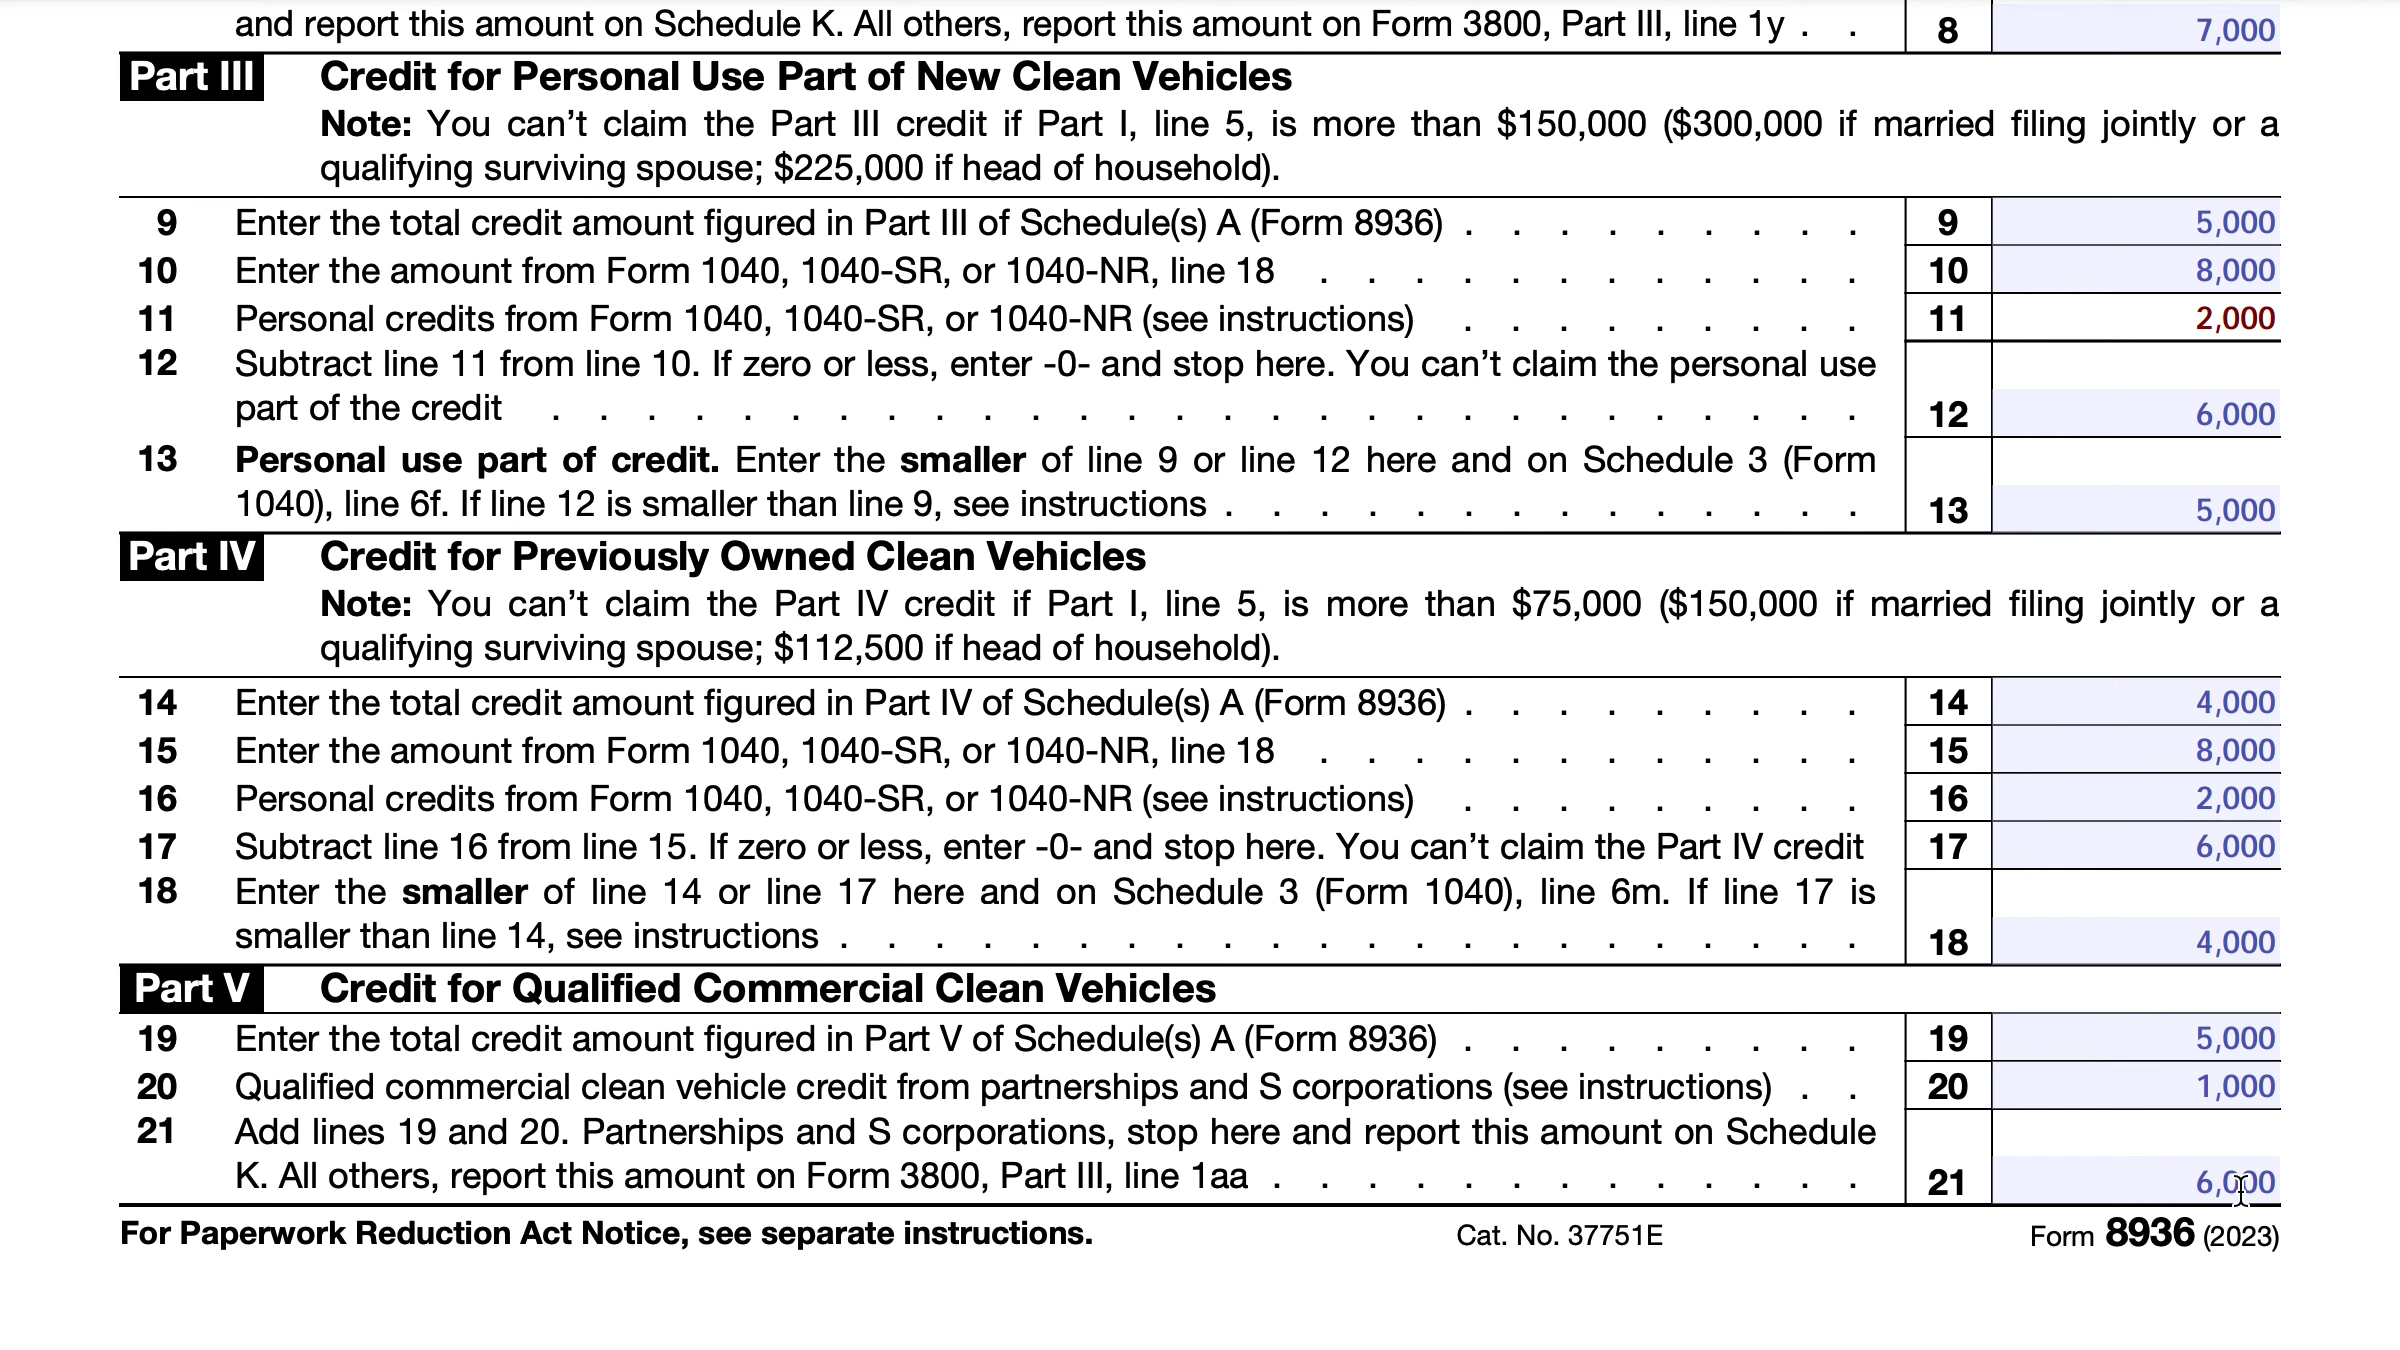 and report this amount on Schedule K. All others, report this amount on Form 3800, Part III, line 1y . . 8 7,000
Part III Credit for Personal Use Part of New Clean Vehicles
Note: You can’t claim the Part III credit if Part I, line 5, is more than $150,000 ($300,000 if married filing jointly or a
qualifying surviving spouse; $225,000 if head of household).
9 Enter the total credit amount figured in Part III of Schedule(s) A (Form 8936) . . . . . . . . . 9 5,000
10 Enter the amount from Form 1040, 1040-SR, or 1040-NR, line 18 . . . . . . . . . . . . 10 8,000
11 Personal credits from Form 1040, 1040-SR, or 1040-NR (see instructions) . . . . . . . . . 11 2,000
12 Subtract line 11 from line 10. If zero or less, enter -0- and stop here. You can’t claim the personal use
part of the credit . . . . . . . . . . . . . . . . . . . . . . . . . . . . 12 6,000
13 Personal use part of credit. Enter the smaller of line 9 or line 12 here and on Schedule 3 (Form
1040), line 6f. If line 12 is smaller than line 9, see instructions . . . . . . . . . . . . . . 13 5,000
Part IV Credit for Previously Owned Clean Vehicles
Note: You can’t claim the Part IV credit if Part I, line 5, is more than $75,000 ($150,000 if married filing jointly or a
qualifying surviving spouse; $112,500 if head of household).
14 Enter the total credit amount figured in Part IV of Schedule(s) A (Form 8936) . . . . . . . . . 14 4,000
15 Enter the amount from Form 1040, 1040-SR, or 1040-NR, line 18 . . . . . . . . . . . . 15 8,000
16 Personal credits from Form 1040, 1040-SR, or 1040-NR (see instructions) . . . . . . . . . 16 2,000
17 Subtract line 16 from line 15. If zero or less, enter -0- and stop here. You can’t claim the Part IV credit 17 6,000
18 Enter the smaller of line 14 or line 17 here and on Schedule 3 (Form 1040), line 6m. If line 17 is
smaller than line 14, see instructions . . . . . . . . . . . . . . . . . . . . . . 18 4,000
Part V Credit for Qualified Commercial Clean Vehicles
19 Enter the total credit amount figured in Part V of Schedule(s) A (Form 8936) . . . . . . . . . 19 5,000
20 Qualified commercial clean vehicle credit from partnerships and S corporations (see instructions) . . 20 1,000
21 Add lines 19 and 20. Partnerships and S corporations, stop here and report this amount on Schedule
K. All others, report this amount on Form 3800, Part III, line 1aa . . . . . . . . . . . . . 21 6,000
For Paperwork Reduction Act Notice, see separate instructions. Cat. No. 37751E Form 8936 (2023)